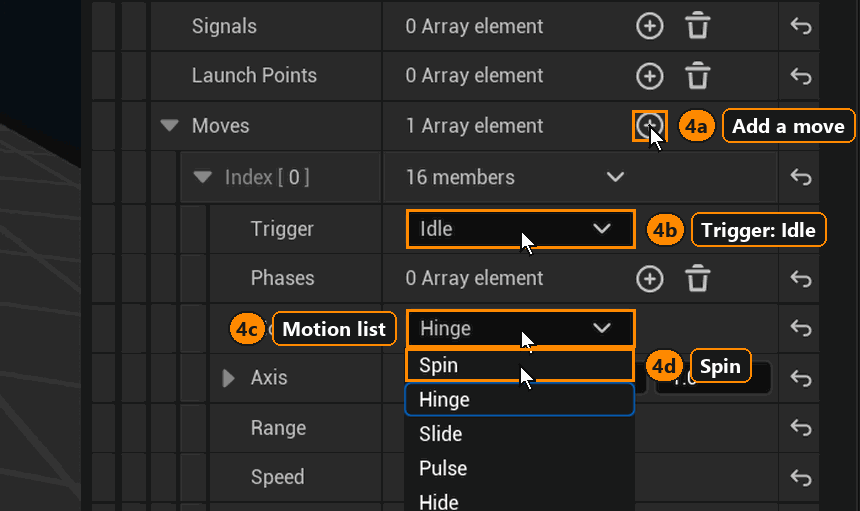 Signals 0 Array element
Launch Points 0 Array element
Moves 1 Array element 4a Add a move
Index [ 0 ] 16 members
Trigger Idle 4b Trigger: Idle
Phases 0 Array element
4c Motion list Hinge
Spin 4d Spin
Axis
Hinge
Range
Slide
Pulse
Speed
Hide